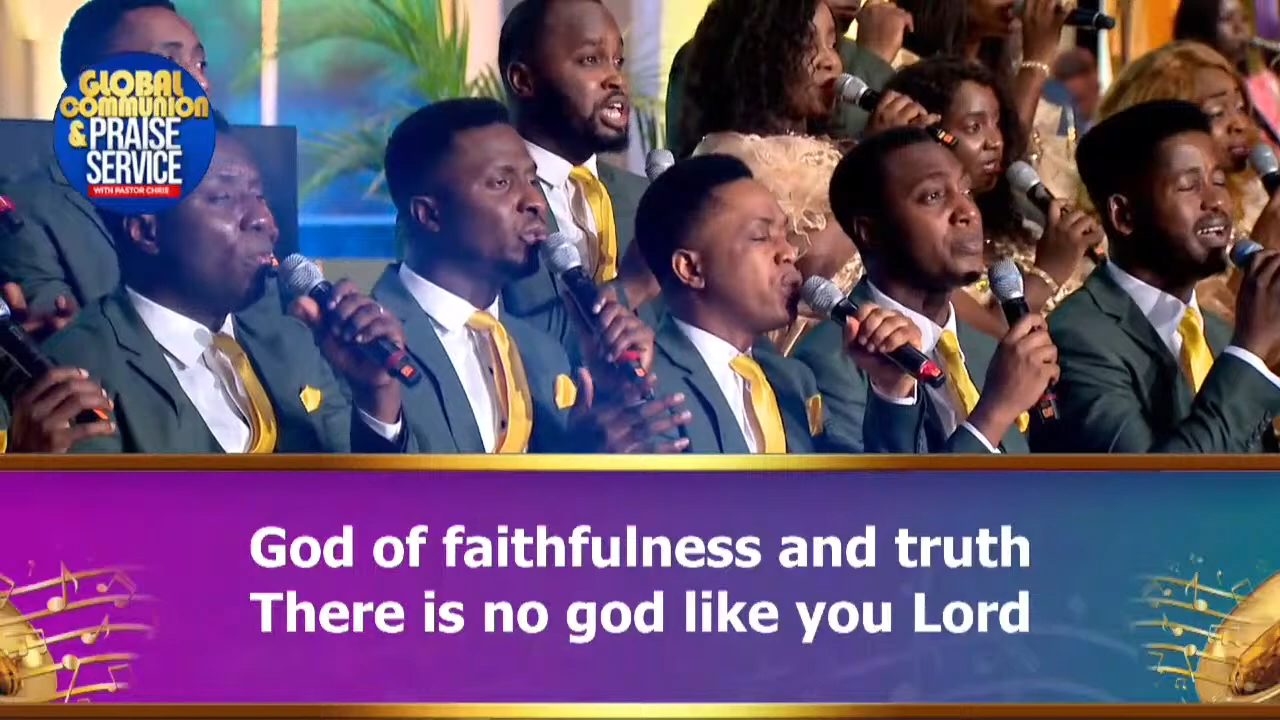 GLOBAL
COMMUNION
& PRAISE
SERVICE
WITH PASTOR CHRIS
God of faithfulness and truth
There is no god like you Lord